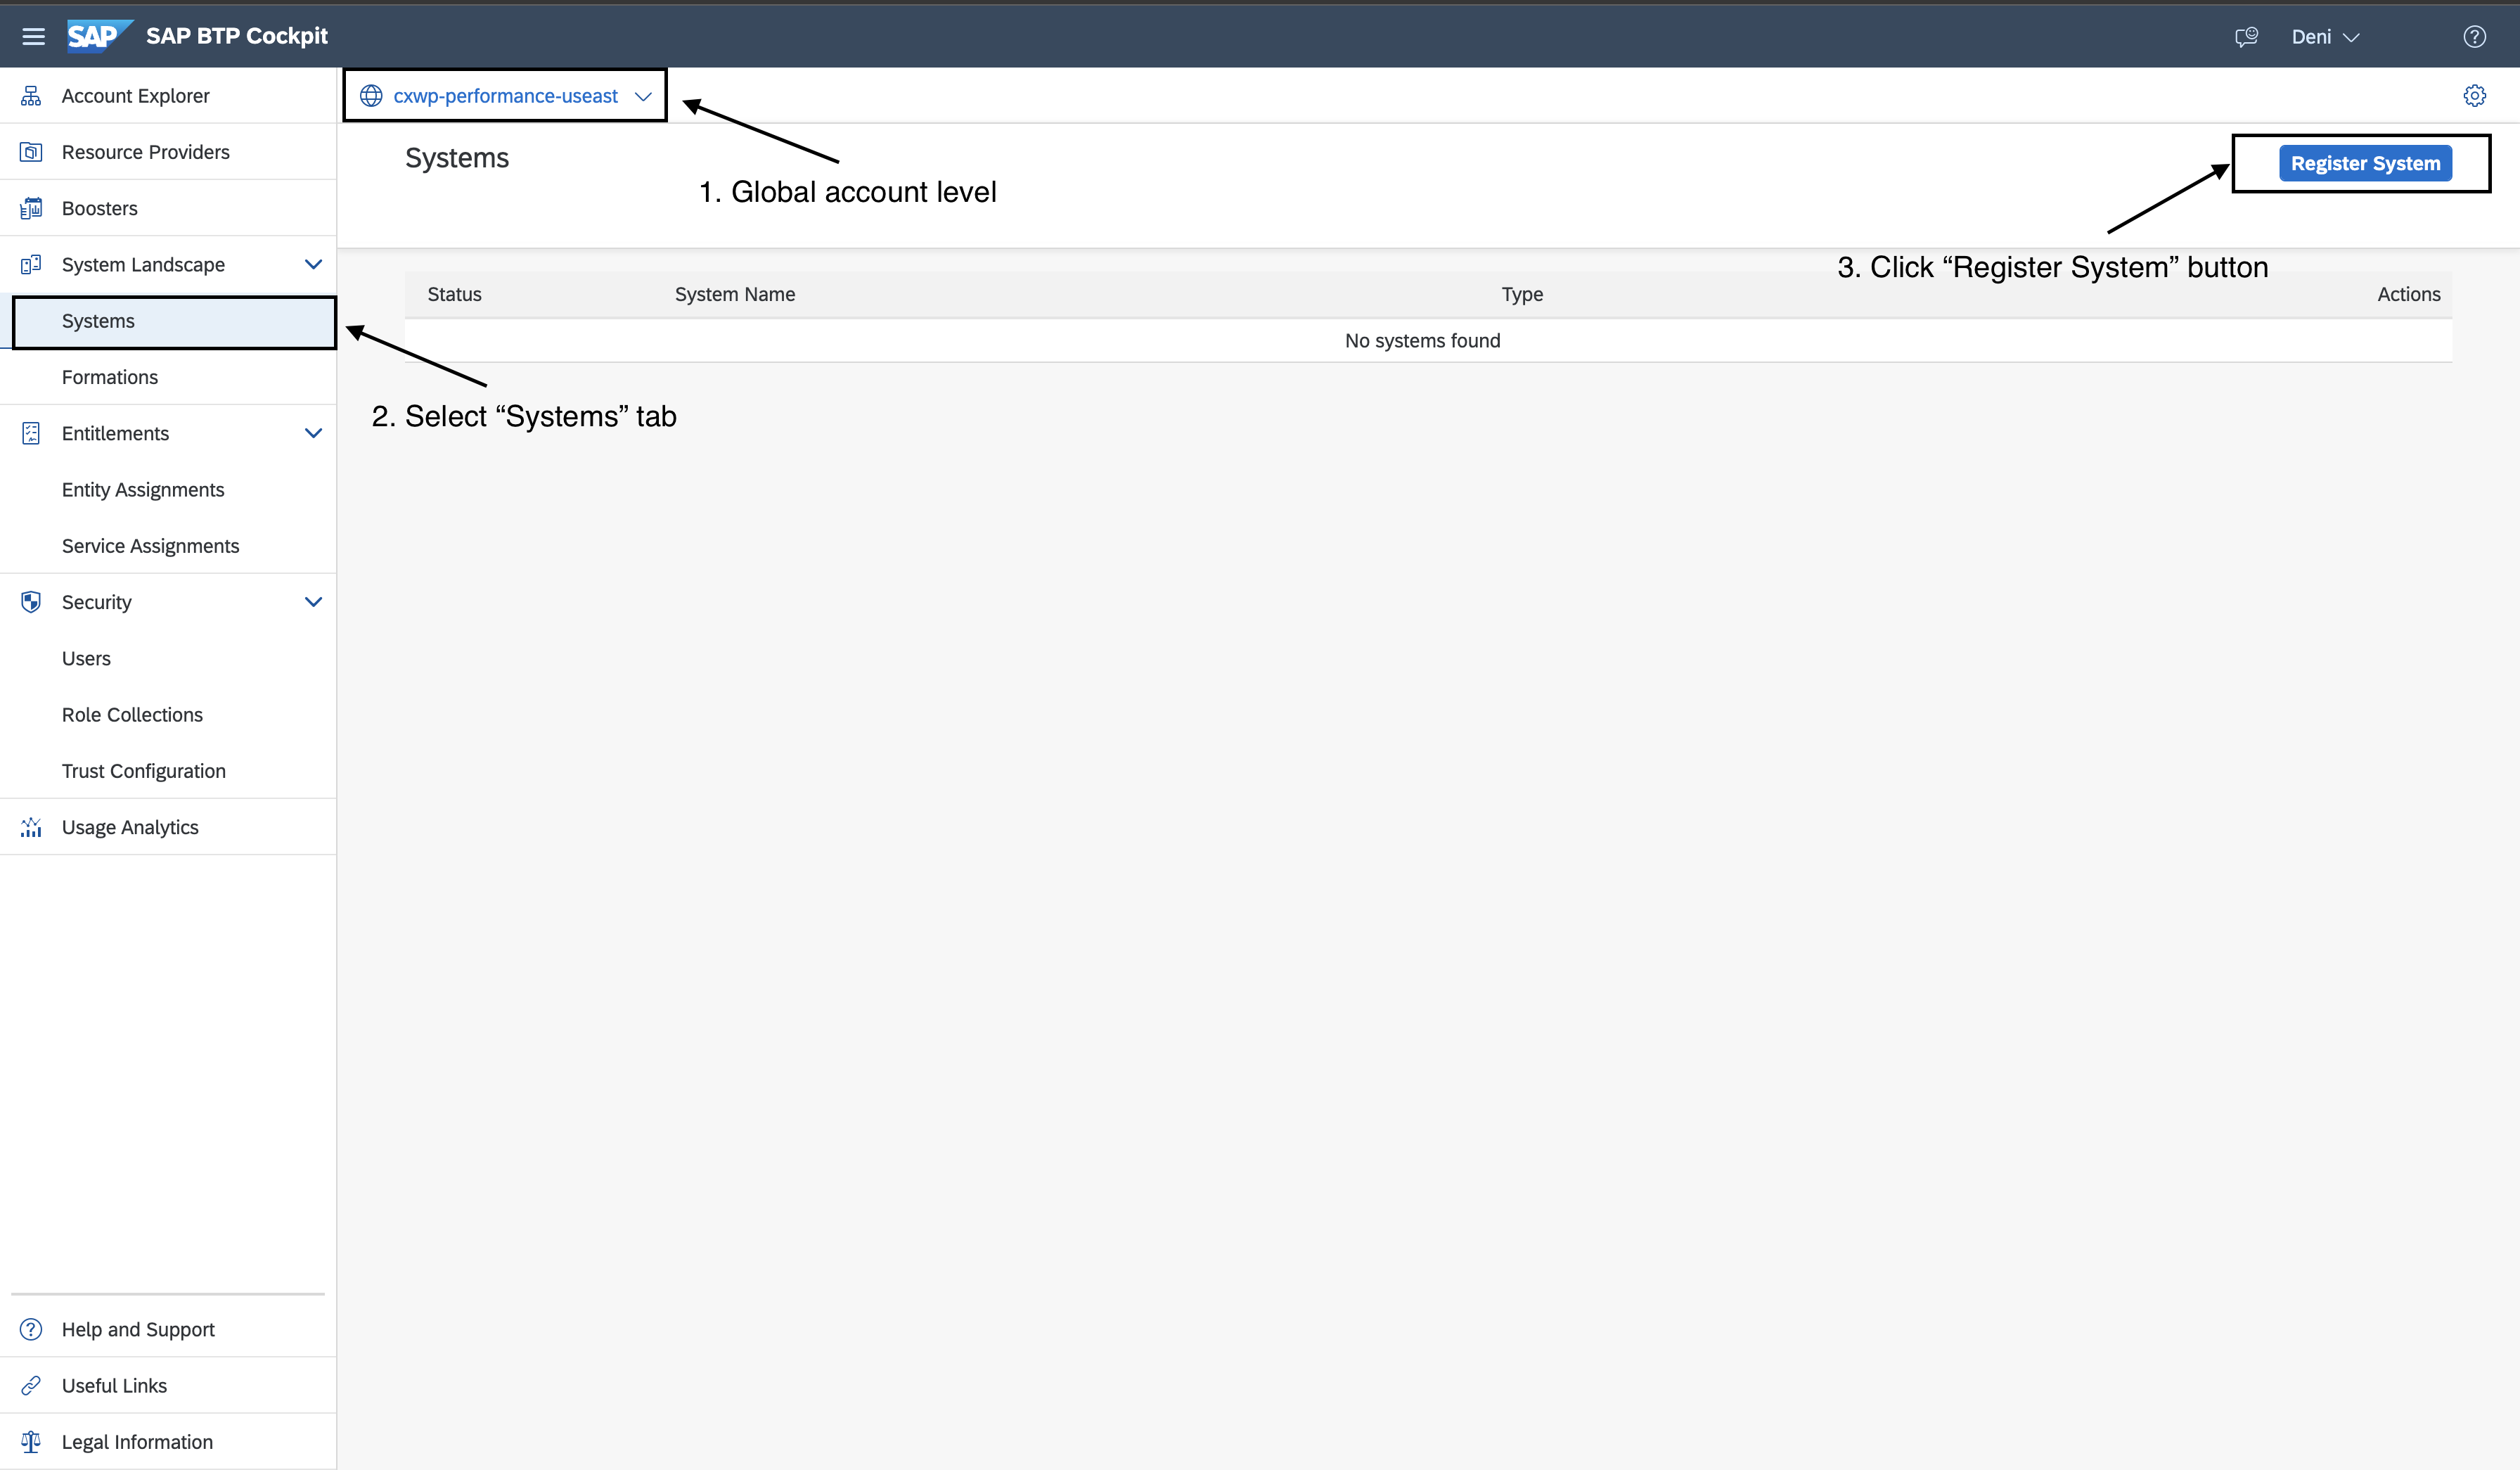 SAP SAP BTP Cockpit Deni
Account Explorer
cxwp-performance-useast
Resource Providers
Systems
Register System
1. Global account level
Boosters
System Landscape
3. Click “Register System” button
Status System Name Type Actions
Systems
No systems found
Formations
2. Select “Systems” tab
Entitlements
Entity Assignments
Service Assignments
Security
Users
Role Collections
Trust Configuration
Usage Analytics
Help and Support
Useful Links
Legal Information